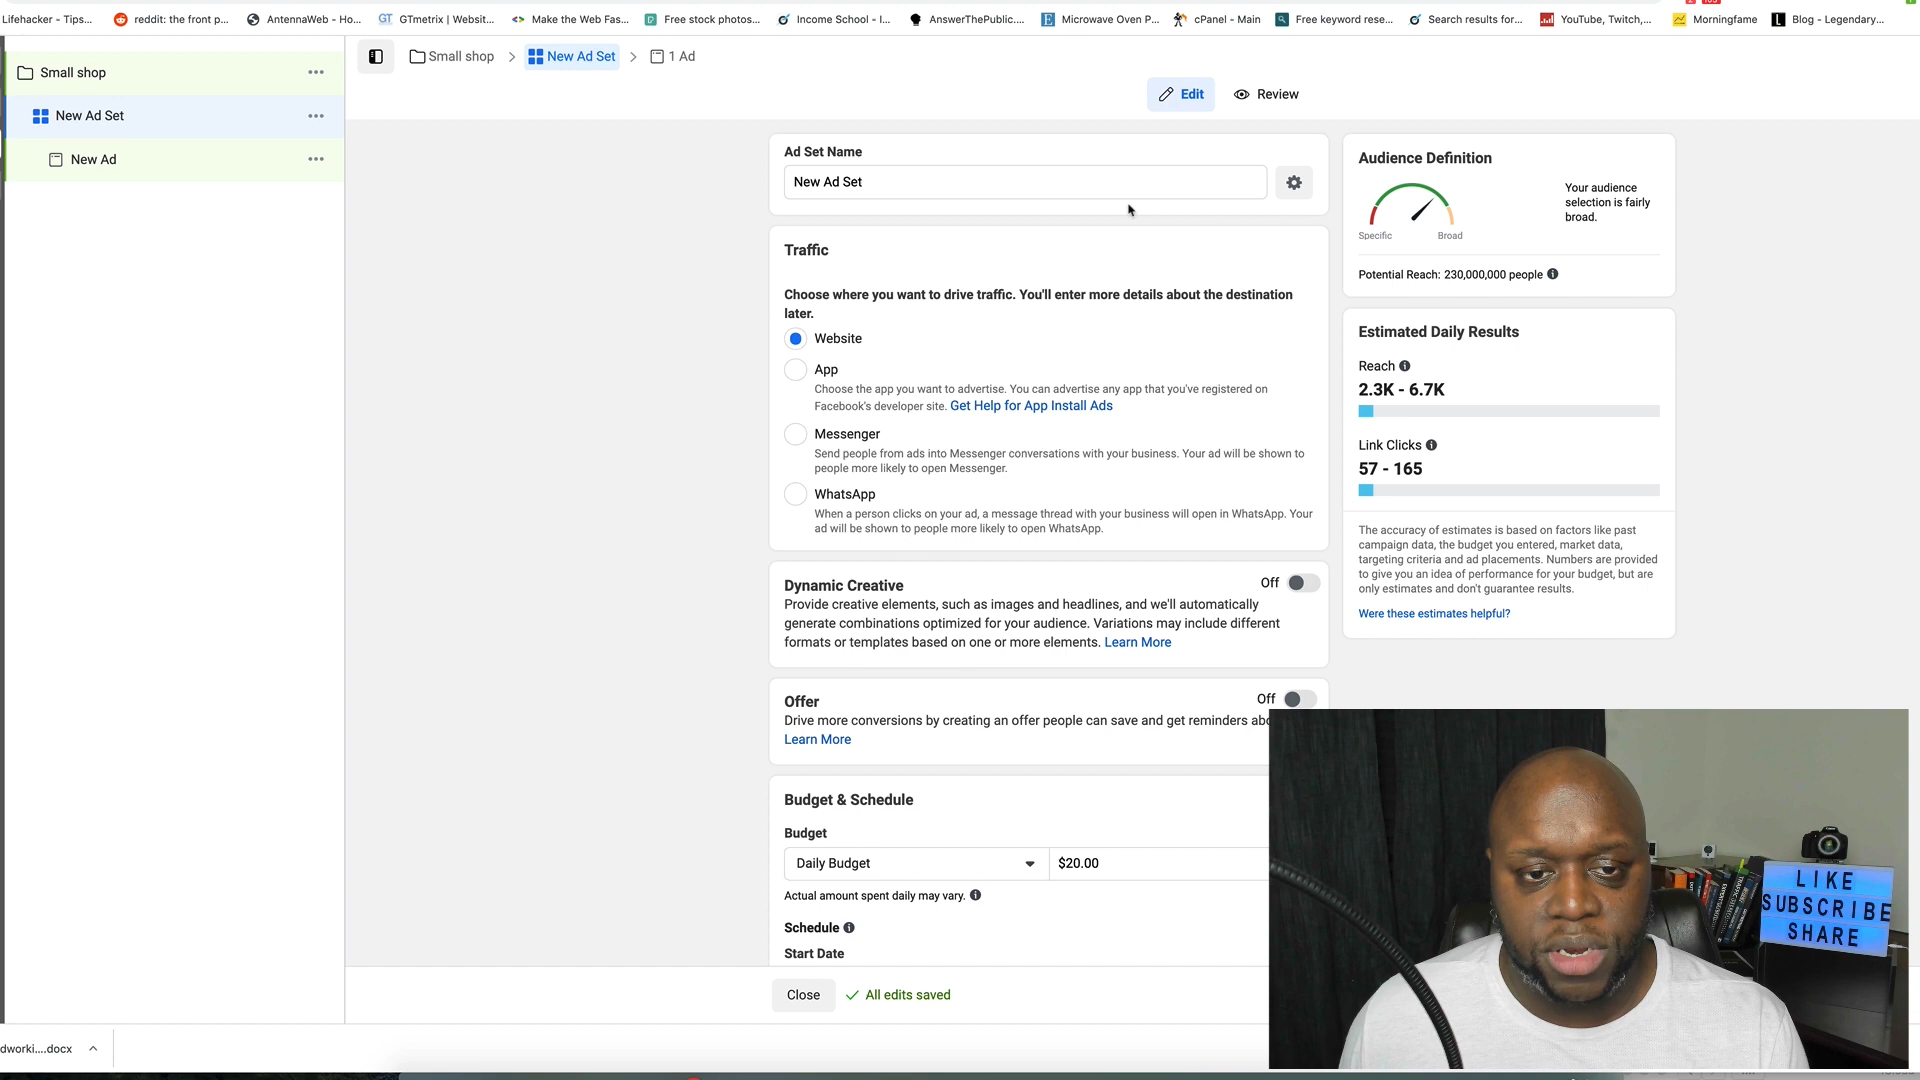 Lifehacker - Tips...
reddit: the front p...
AntennaWeb - Ho...
GT GTmetrix | Websit...
Make the Web Fas...
Free stock photos...
Income School - I...
AnswerThePublic....
E Microwave Oven P...
cPanel - Main
Free keyword rese...
Search results for...
YouTube, Twitch,...
Morningfame
L Blog - Legendary...
Small shop
New Ad Set
New Ad
Small shop > New Ad Set > 1 Ad
Edit
Review
Ad Set Name
New Ad Set
Traffic
Choose where you want to drive traffic. You'll enter more details about the destination
later.
Website
App
Choose the app you want to advertise. You can advertise any app that you've registered on
Facebook's developer site. Get Help for App Install Ads
Messenger
Send people from ads into Messenger conversations with your business. Your ad will be shown to
people more likely to open Messenger.
WhatsApp
When a person clicks on your ad, a message thread with your business will open in WhatsApp. Your
ad will be shown to people more likely to open WhatsApp.
Dynamic Creative
Off
Provide creative elements, such as images and headlines, and we'll automatically
generate combinations optimized for your audience. Variations may include different
formats or templates based on one or more elements. Learn More
Offer
Off
Drive more conversions by creating an offer people can save and get reminders
Learn More
Budget & Schedule
Budget
Daily Budget
$20.00
Actual amount spent daily may vary.
Schedule
Start Date
Close
All edits saved
Audience Definition
Your audience
selection is fairly
broad.
Specific
Broad
Potential Reach: 230,000,000 people
Estimated Daily Results
Reach
2.3K - 6.7K
Link Clicks
57 - 165
The accuracy of estimates is based on factors like past
campaign data, the budget you entered, market data,
targeting criteria and ad placements. Numbers are provided
to give you an idea of performance for your budget, but are
only estimates and don't guarantee results.
Were these estimates helpful?
LIKE
SUBSCRIBE
SHARE
dworki....docx